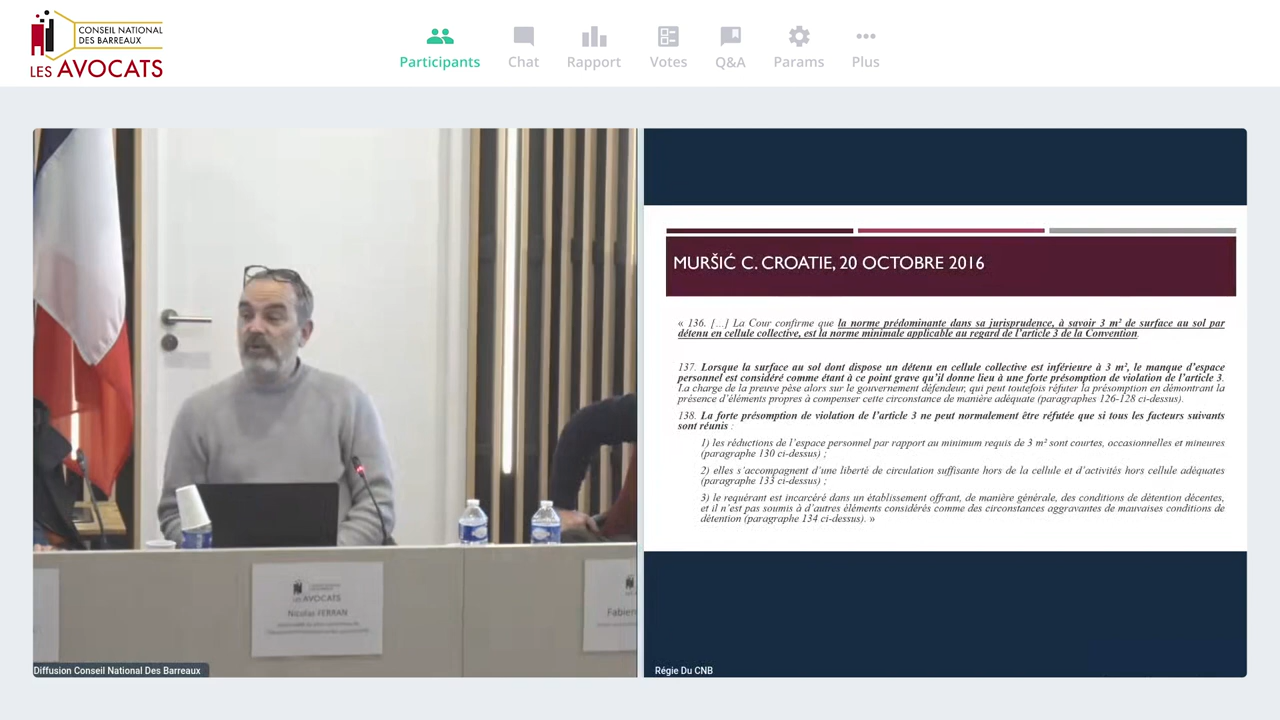 CONSEIL NATIONAL
DES BARREAUX
LES AVOCATS
Participants
Chat
Rapport
Votes
Q&A
Params
Plus
MURŠIĆ C. CROATIE, 20 OCTOBRE 2016
« 136. [...] La Cour confirme que la norme prédominante dans sa jurisprudence, à savoir 3 m² de surface au sol par
détenu en cellule collective, est la norme minimale applicable au regard de l'article 3 de la Convention.
137. Lorsque la surface au sol dont dispose un détenu en cellule collective est inférieure à 3 m², le manque d'espace
personnel est considéré comme étant à ce point grave qu'il donne lieu à une forte présomption de violation de l'article 3.
La charge de la preuve pèse alors sur le gouvernement défendeur, qui peut toutefois réfuter la présomption en démontrant la
présence d'éléments propres à compenser cette circonstance de manière adéquate (paragraphes 126-128 ci-dessus).
138. La forte présomption de violation de l'article 3 ne peut normalement être réfutée que si tous les facteurs suivants
sont réunis :
1) les réductions de l'espace personnel par rapport au minimum requis de 3 m² sont courtes, occasionnelles et mineures
(paragraphe 130 ci-dessus) ;
2) elles s'accompagnent d'une liberté de circulation suffisante hors de la cellule et d'activités hors cellule adéquates
(paragraphe 133 ci-dessus) ;
3) le requérant est incarcéré dans un établissement offrant, de manière générale, des conditions de détention décentes,
et il n'est pas soumis à d'autres éléments considérés comme des circonstances aggravantes de mauvaises conditions de
détention (paragraphe 134 ci-dessus). »
LES AVOCATS
Nicolas FERRAN
Fabien
Diffusion Conseil National Des Barreaux
Régie Du CNB